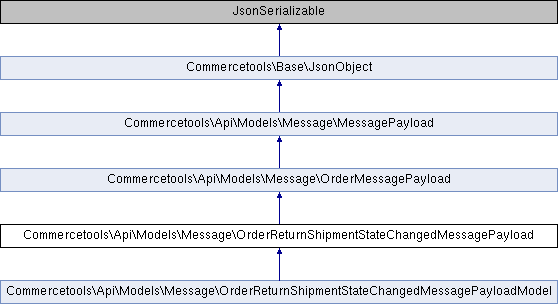 JsonSerializable
Commercetools\Base\JsonObject
Commercetools\Api\Models\Message\MessagePayload
Commercetools\Api\Models\Message\OrderMessagePayload
Commercetools\Api\Models\Message\OrderReturnShipmentStateChangedMessagePayload
Commercetools\Api\Models\Message\OrderReturnShipmentStateChangedMessagePayloadModel